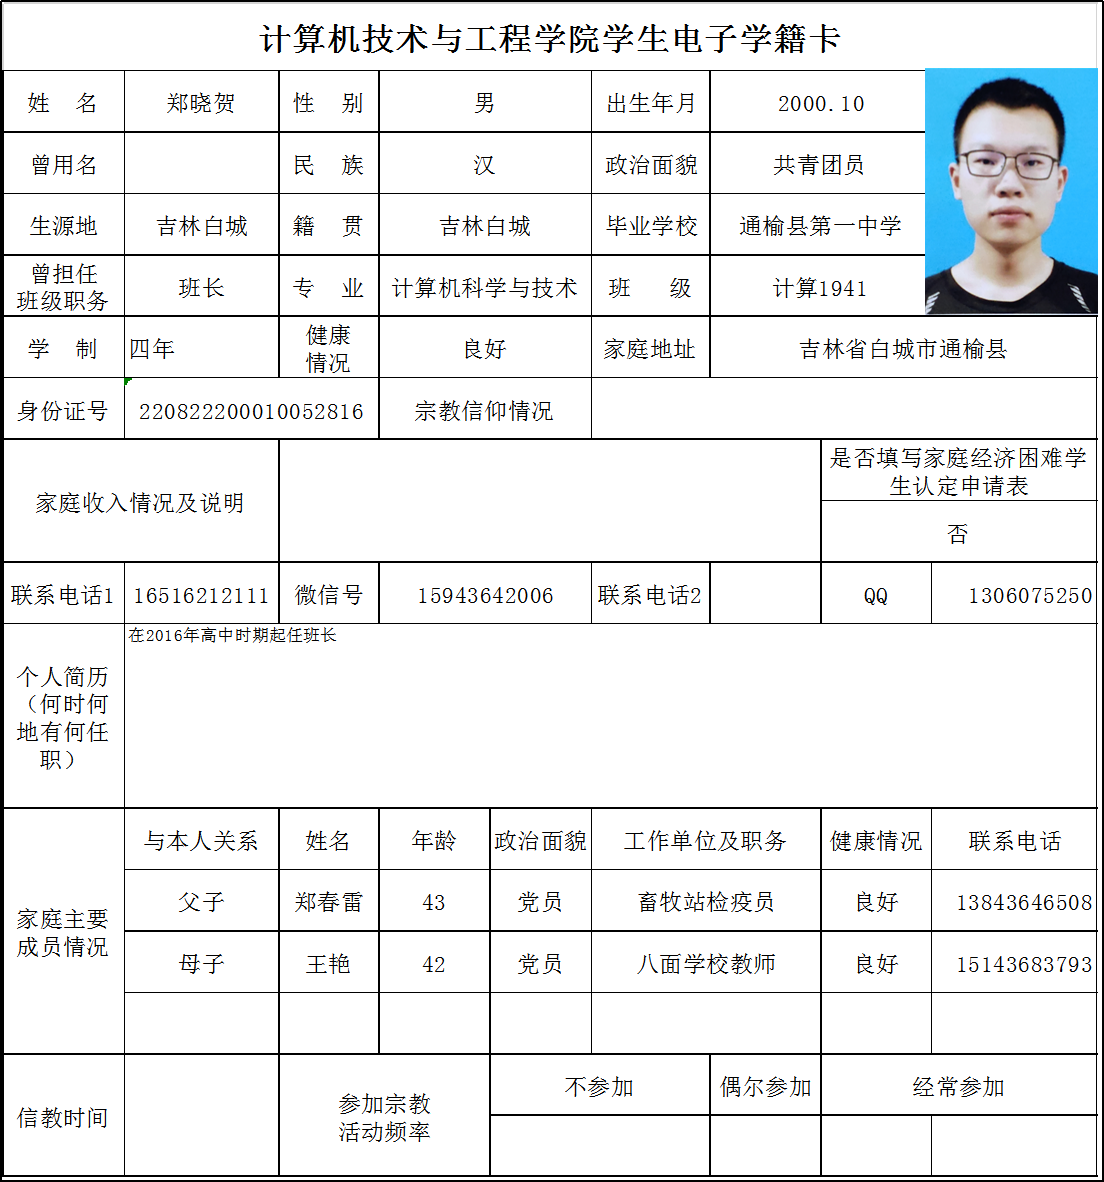 计算机技术与工程学院学生电子学籍卡
姓 名 郑晓贺 性 别 男 出生年月 2000.10
曾用名 民 族 汉 政治面貌 共青团员
生源地 吉林白城 籍 贯 吉林白城 毕业学校 通榆县第一中学
曾担任
班级职务 班长 专 业 计算机科学与技术 班 级 计算1941
学 制 四年 健康
情况 良好 家庭地址 吉林省白城市通榆县
身份证号 220822200010052816 宗教信仰情况
家庭收入情况及说明 是否填写家庭经济困难学
生认定申请表
否
联系电话1 16516212111 微信号 15943642006 联系电话2 QQ 1306075250
个人简历
（何时何
地有何任
职）
在2016年高中时期起任班长
家庭主要
成员情况
与本人关系 姓名 年龄 政治面貌 工作单位及职务 健康情况 联系电话
父子 郑春雷 43 党员 畜牧站检疫员 良好 13843646508
母子 王艳 42 党员 八面学校教师 良好 15143683793
信教时间 参加宗教
活动频率 不参加 偶尔参加 经常参加